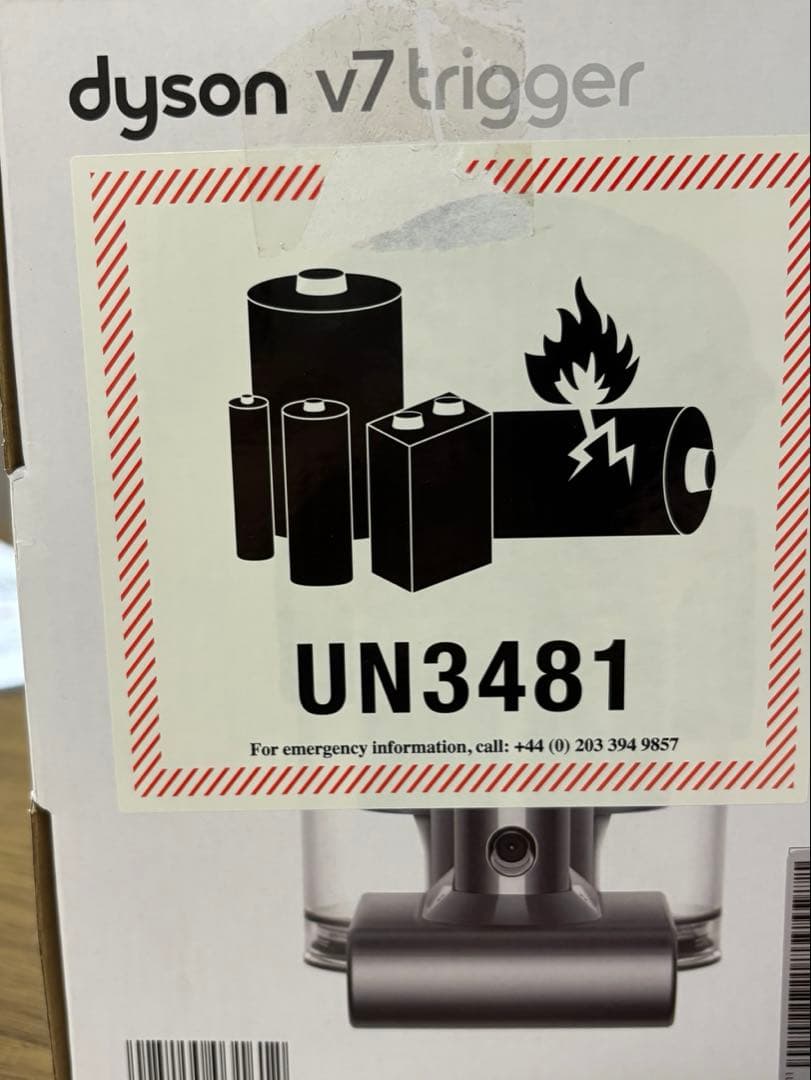 dyson v7 trigger
UN3481
For emergency information, call: +44 (0) 203 394 9857